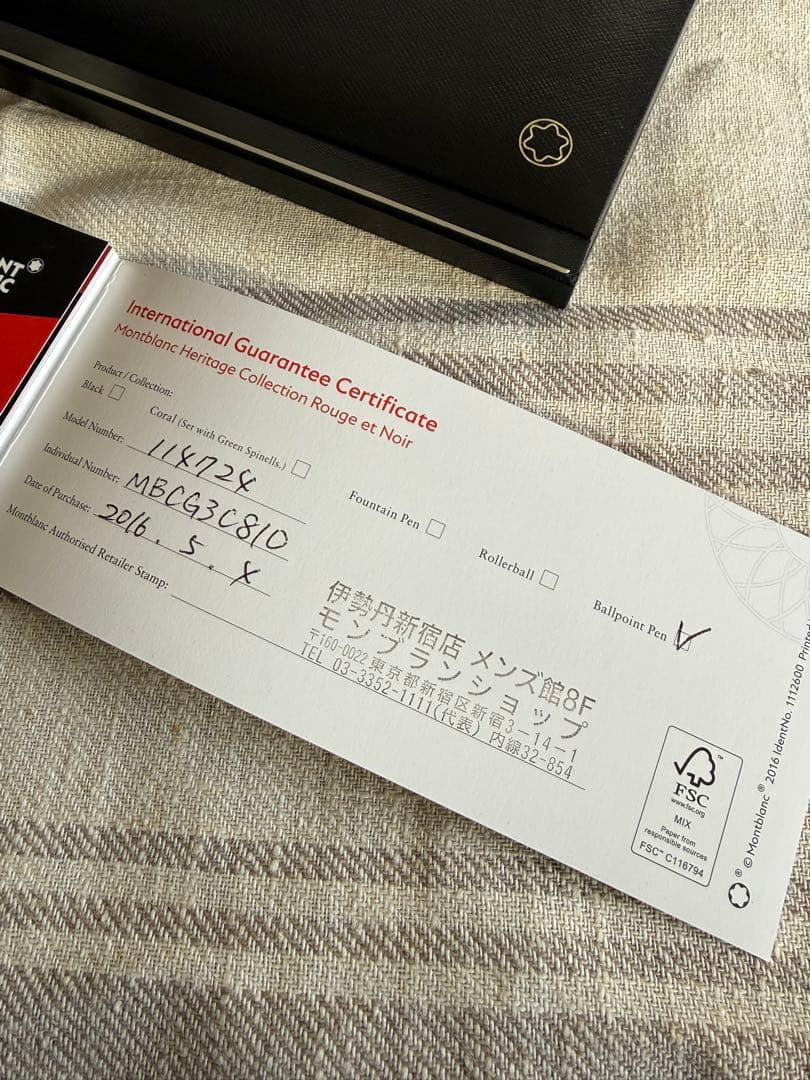 International Guarantee Certificate
Montblanc Heritage Collection Rouge et Noir
Product / Collection:
Black
Coral (Set with Green Spinells.)
Fountain Pen
Rollerball
Ballpoint Pen
Model Number: 114724
Individual Number: MBCG3C810
Date of Purchase: 2016. 5. X
Montblanc Authorised Retailer Stamp:
伊勢丹新宿店 メンズ館8F
モンブランショップ
〒160-0022 東京都新宿区新宿3-14-1
TEL 03-3352-1111(代表) 内線32-854
FSC™
www.fsc.org
MIX
Paper from
responsible sources
FSC™ C116794
® © Montblanc® 2016 IdentNo. 1112600 Printed